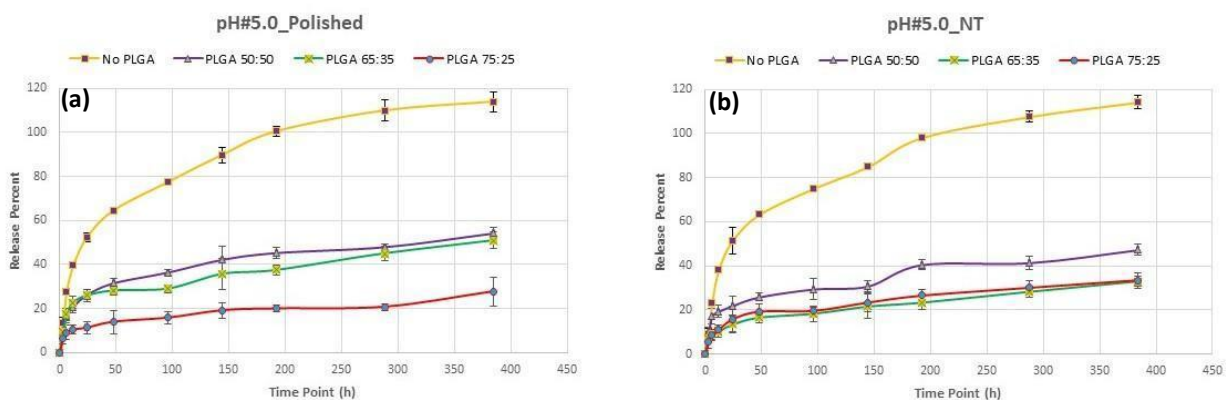 pH#5.0_Polished
No PLGA PLGA 50:50 PLGA 65:35 PLGA 75:25
(a)
Release Percent
120
100
80
60
40
20
0
0 50 100 150 200 250 300 350 400 450
Time Point (h)
pH#5.0_NT
No PLGA PLGA 50:50 PLGA 65:35 PLGA 75:25
(b)
Release Percent
120
100
80
60
40
20
0
0 50 100 150 200 250 300 350 400 450
Time Point (h)